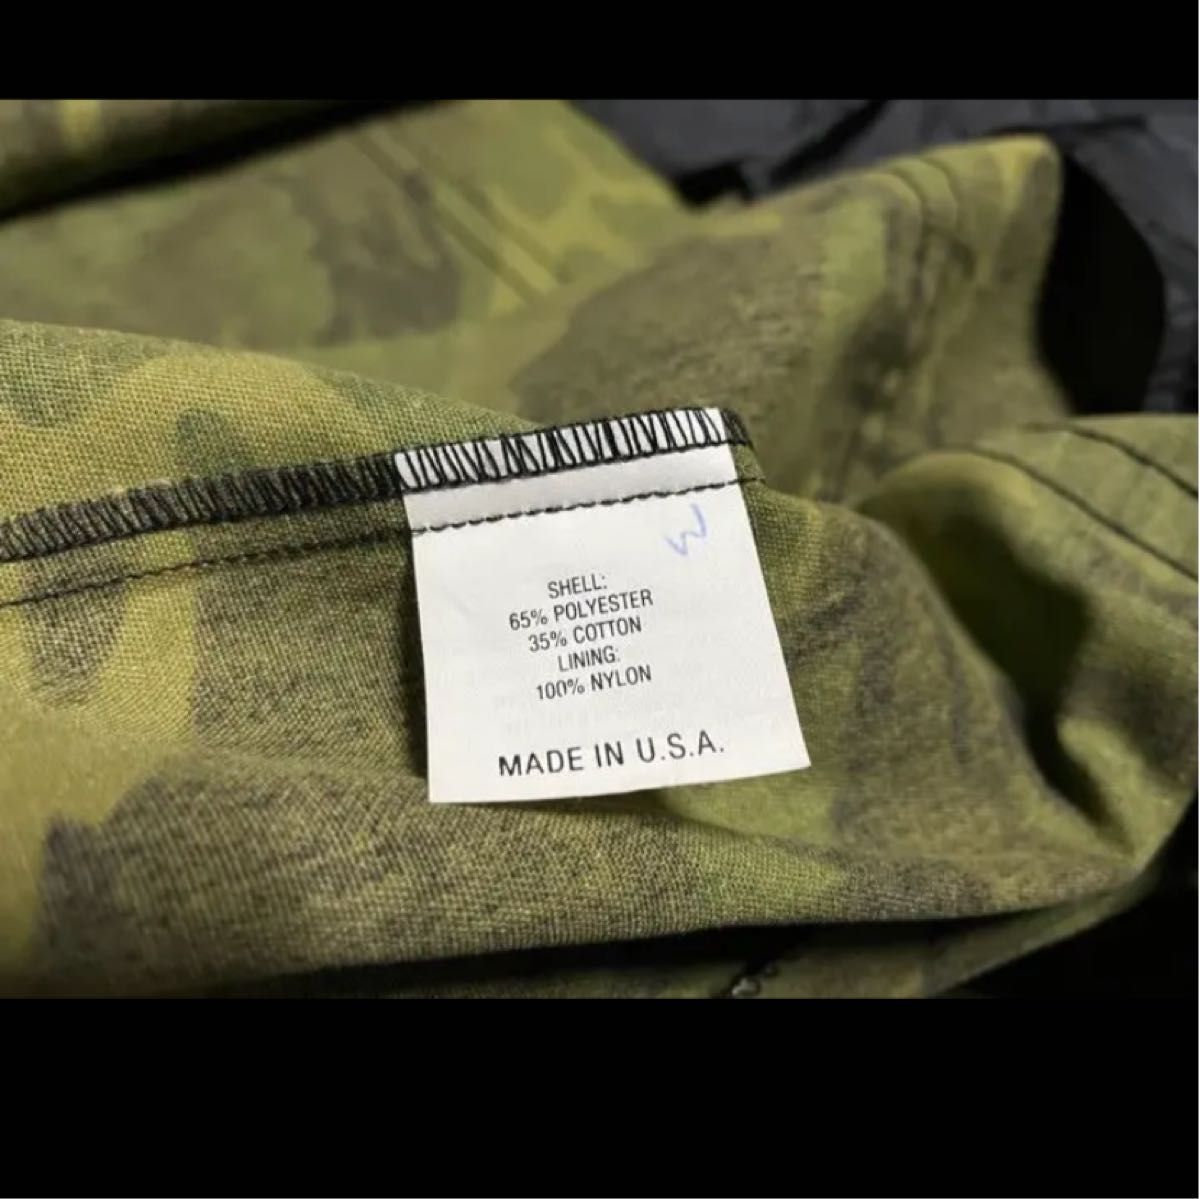 SHELL:
65% POLYESTER
35% COTTON
LINING:
100% NYLON
MADE IN U.S.A.